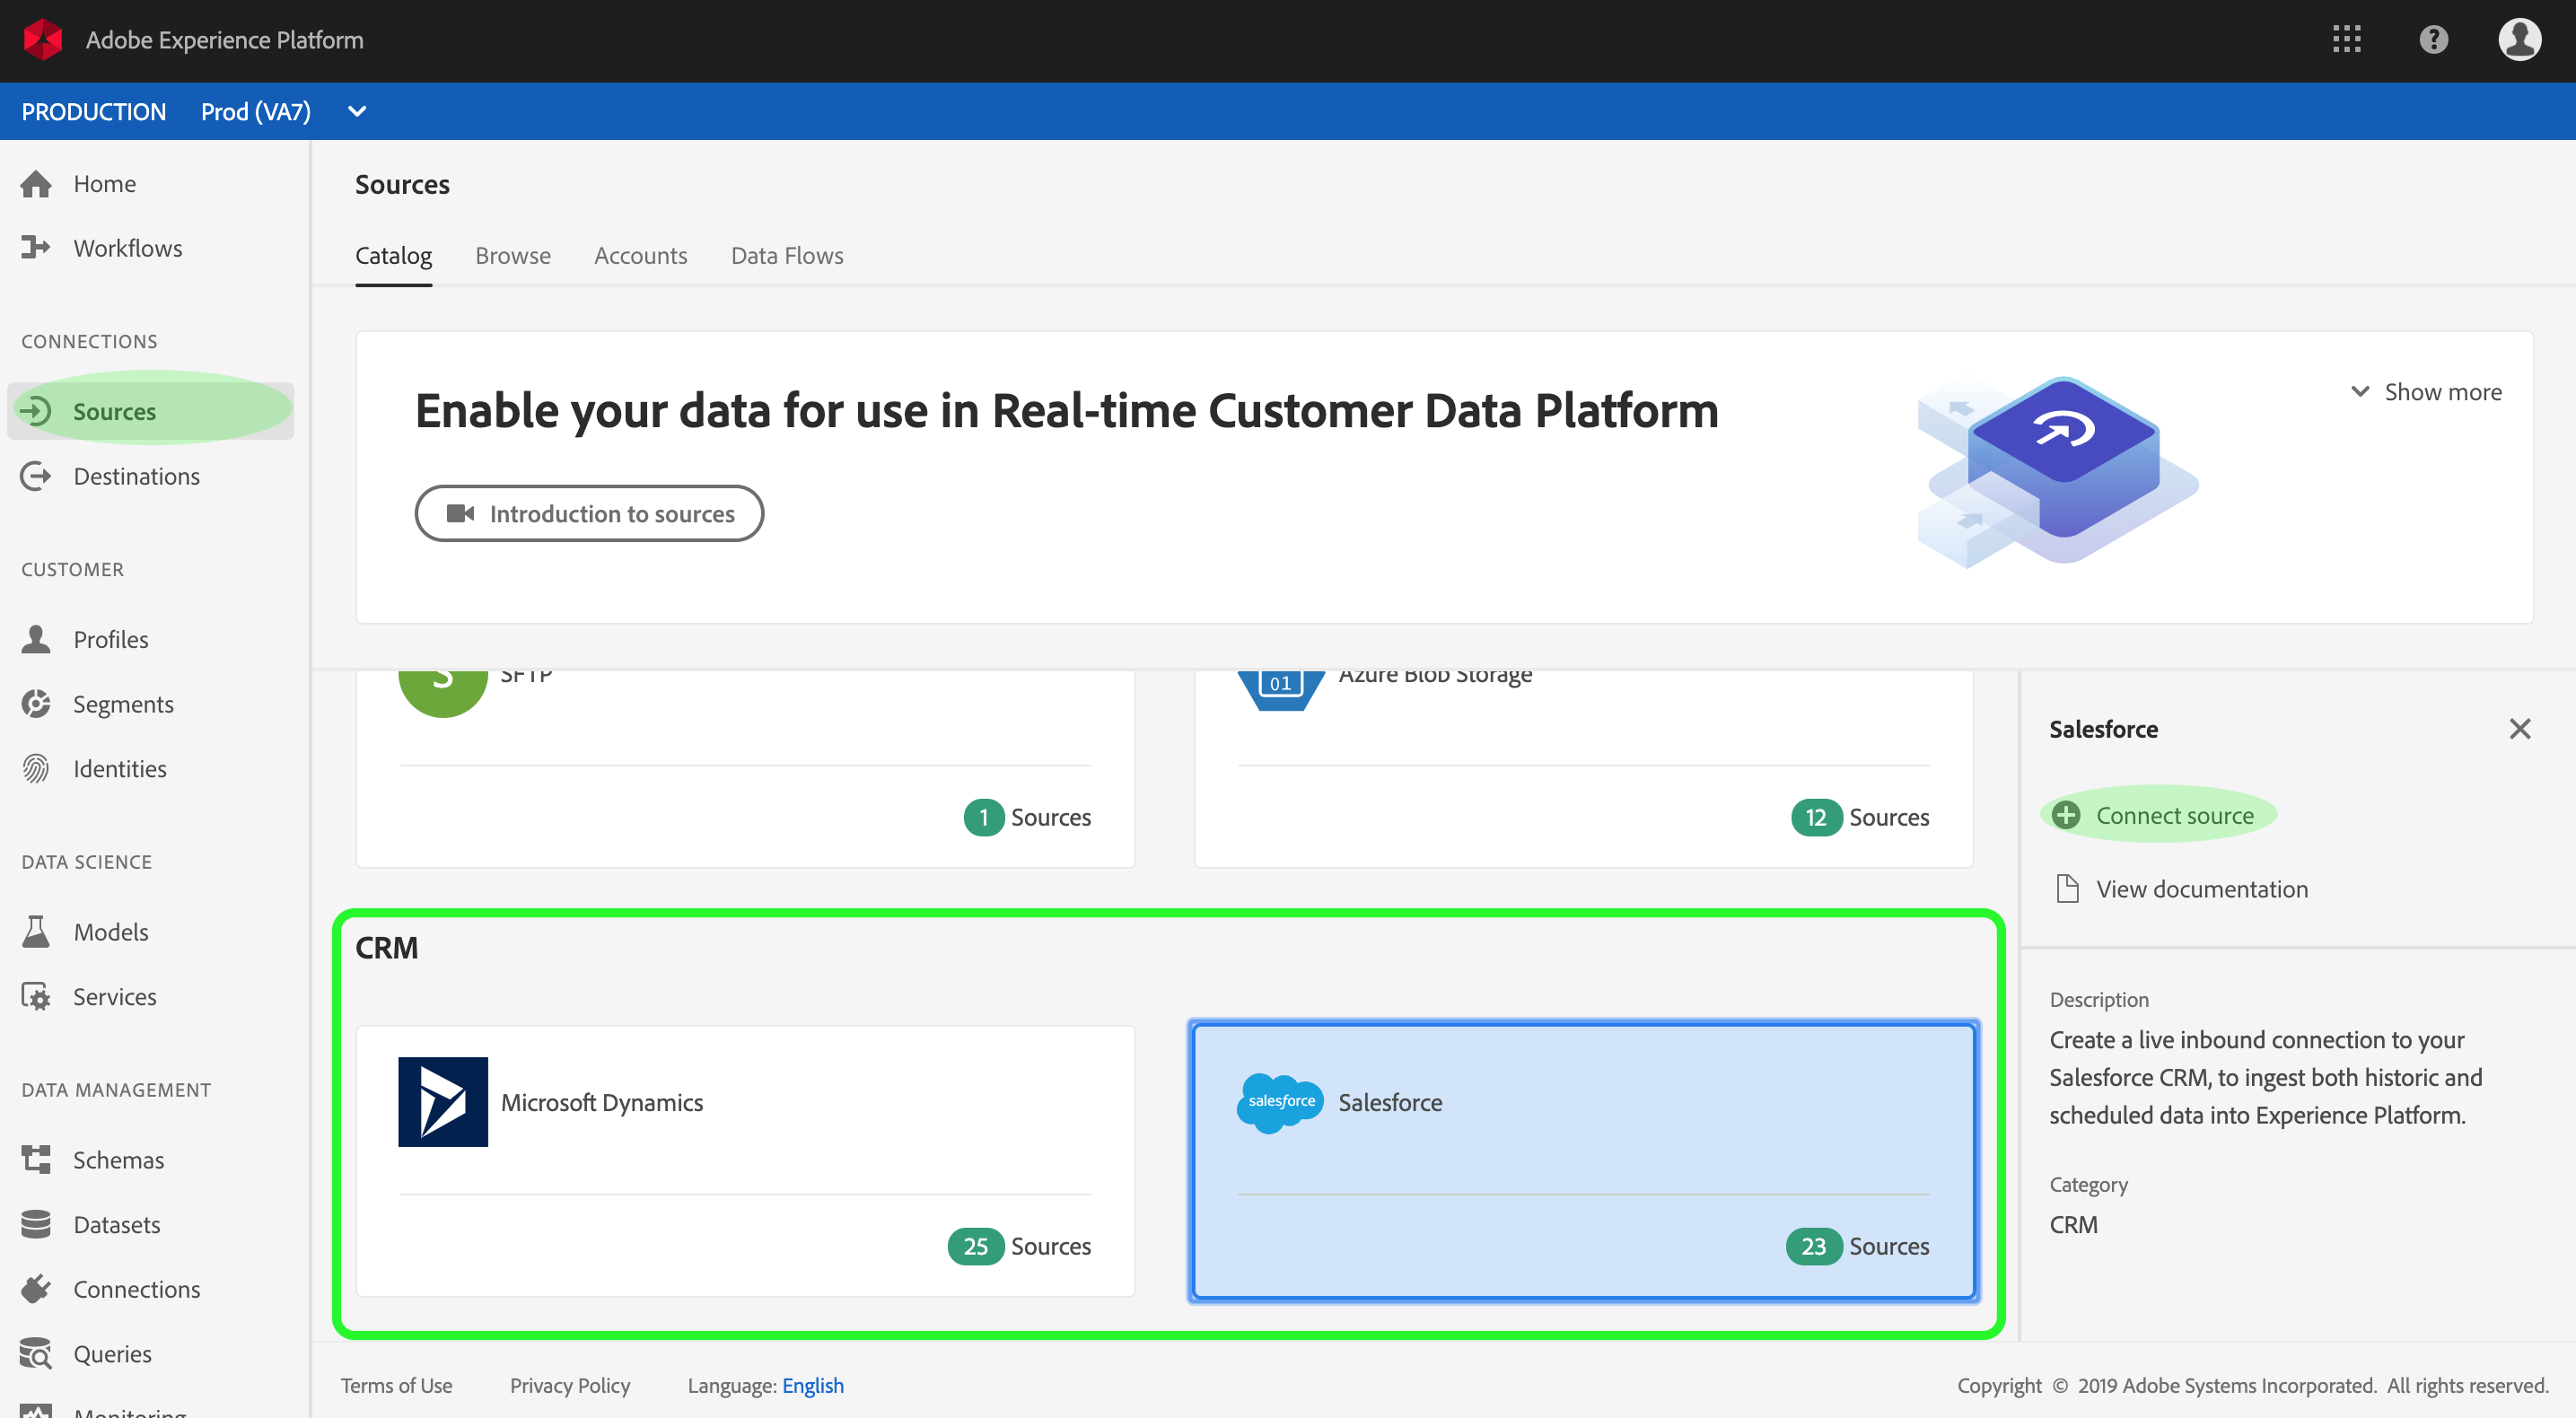 Adobe Experience Platform
?
PRODUCTION Prod (VA7)
Home
Workflows
CONNECTIONS
Sources
Destinations
CUSTOMER
Profiles
Segments
Identities
DATA SCIENCE
Models
Services
DATA MANAGEMENT
Schemas
Datasets
Connections
Queries
Monitoring
Sources
Catalog Browse Accounts Data Flows
Enable your data for use in Real-time Customer Data Platform
Show more
Introduction to sources
S SFTP
1 Sources
01 Azure Blob Storage
12 Sources
CRM
Microsoft Dynamics
25 Sources
salesforce Salesforce
23 Sources
Salesforce
Connect source
View documentation
Description
Create a live inbound connection to your
Salesforce CRM, to ingest both historic and
scheduled data into Experience Platform.
Category
CRM
Terms of Use Privacy Policy Language: English
Copyright © 2019 Adobe Systems Incorporated. All rights reserved.